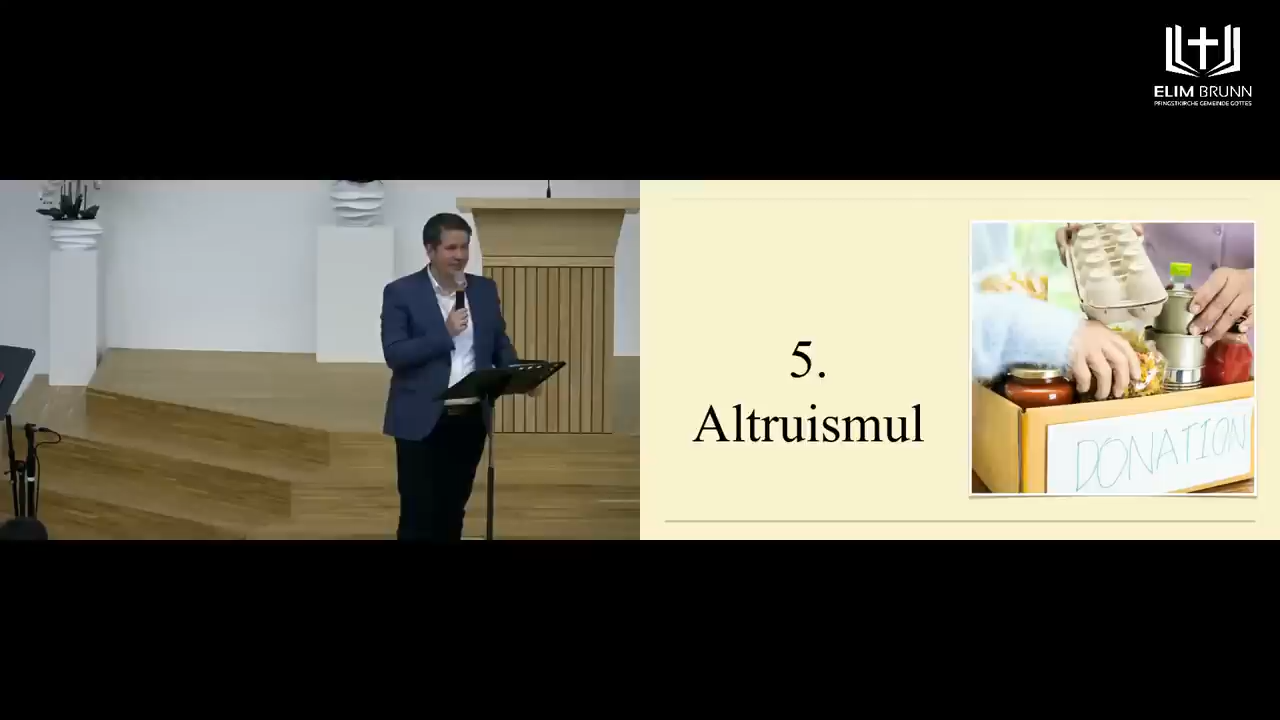 ELIM BRUNN
PFINGSTKIRCHE GEMEINDE GOTTES
5.
Altruismul
DONATION